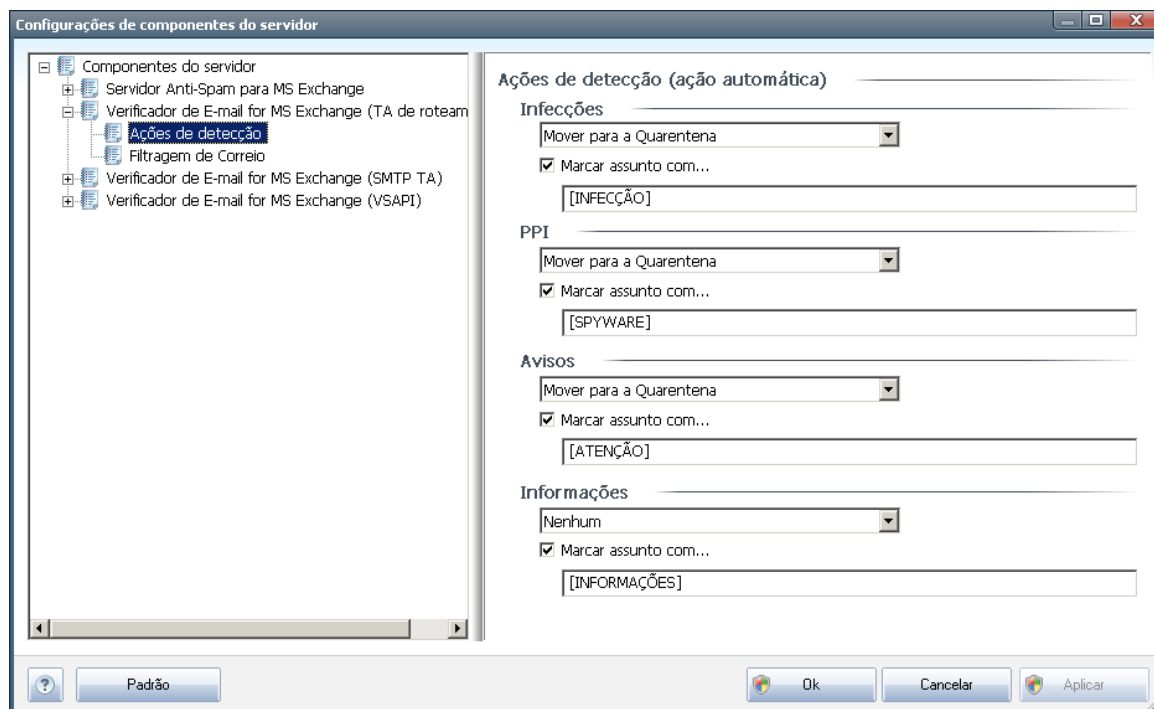 Configurações de componentes do servidor
Componentes do servidor
Servidor Anti-Spam para MS Exchange
Verificador de E-mail for MS Exchange (TA de roteam
Ações de detecção
Filtragem de Correio
Verificador de E-mail for MS Exchange (SMTP TA)
Verificador de E-mail for MS Exchange (VSAPI)
Ações de detecção (ação automática)
Infecções
Mover para a Quarentena
Marcar assunto com...
[INFECÇÃO]
PPI
Mover para a Quarentena
Marcar assunto com...
[SPYWARE]
Avisos
Mover para a Quarentena
Marcar assunto com...
[ATENÇÃO]
Informações
Nenhum
Marcar assunto com...
[INFORMAÇÕES]
? Padrão Ok Cancelar Aplicar